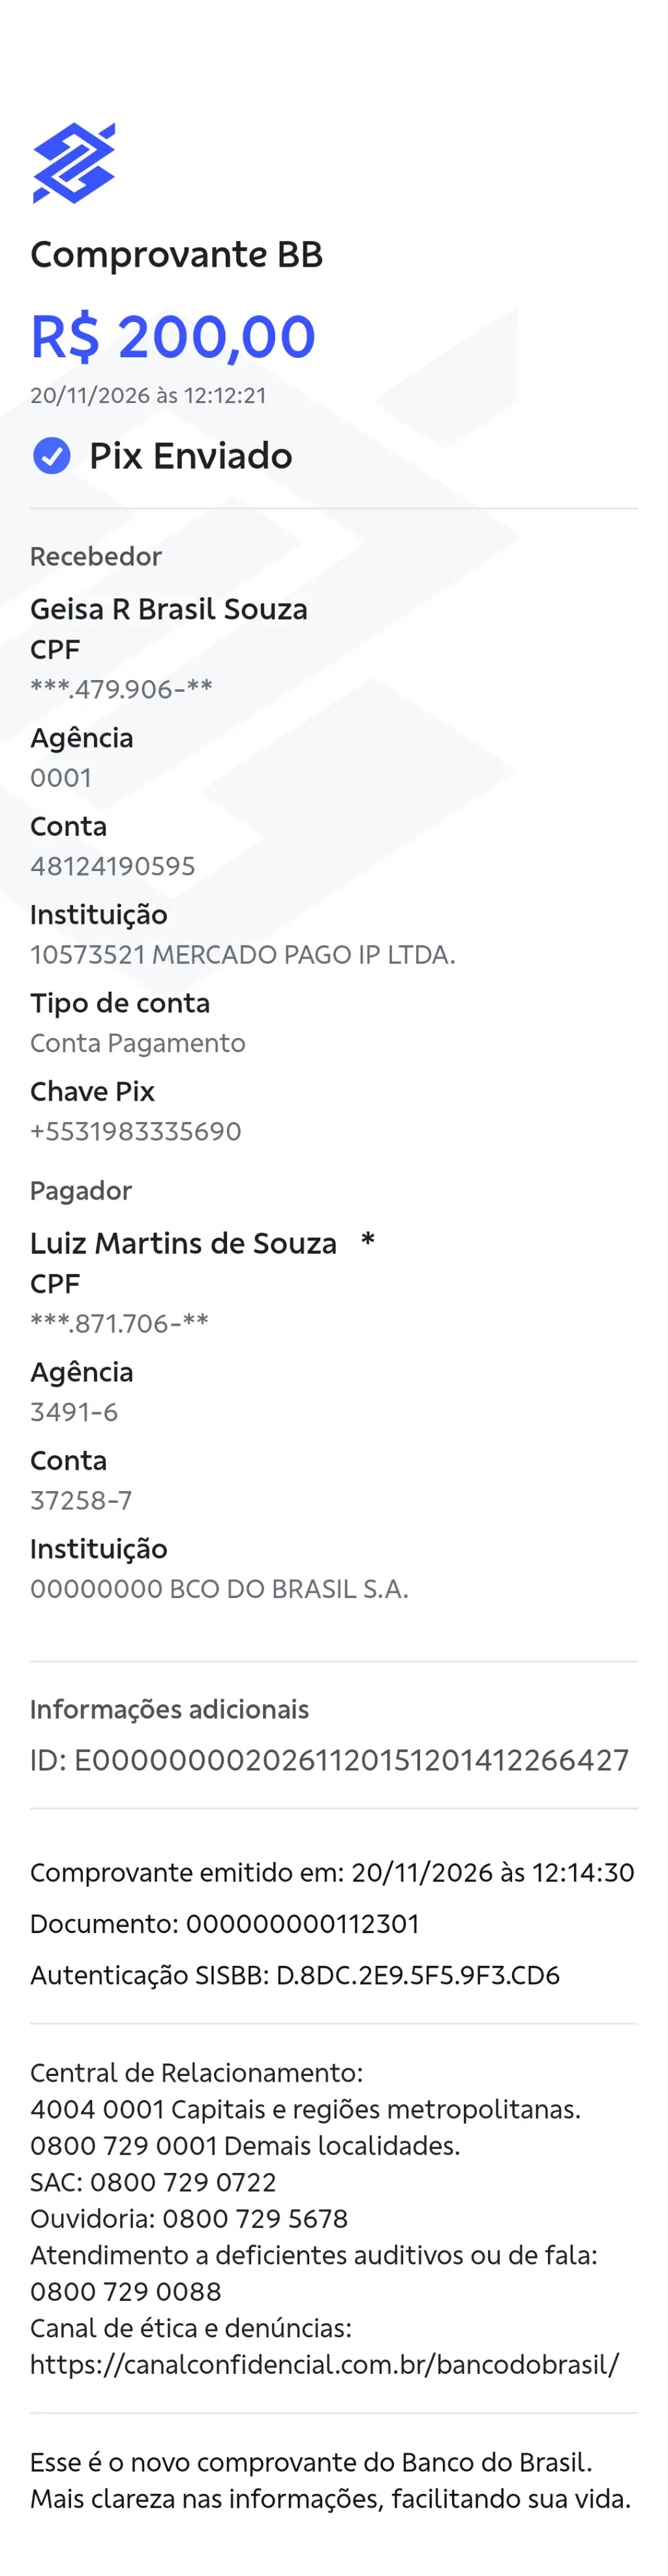 Comprovante BB
R$ 200,00
20/11/2026 às 12:12:21
Pix Enviado
Recebedor
Geisa R Brasil Souza
CPF
***.479.906-**
Agência
0001
Conta
48124190595
Instituição
10573521 MERCADO PAGO IP LTDA.
Tipo de conta
Conta Pagamento
Chave Pix
+5531983335690
Pagador
Luiz Martins de Souza *
CPF
***.871.706-**
Agência
3491-6
Conta
37258-7
Instituição
00000000 BCO DO BRASIL S.A.
Informações adicionais
ID: E0000000020261120151201412266427
Comprovante emitido em: 20/11/2026 às 12:14:30
Documento: 000000000112301
Autenticação SISBB: D.8DC.2E9.5F5.9F3.CD6
Central de Relacionamento:
4004 0001 Capitais e regiões metropolitanas.
0800 729 0001 Demais localidades.
SAC: 0800 729 0722
Ouvidoria: 0800 729 5678
Atendimento a deficientes auditivos ou de fala:
0800 729 0088
Canal de ética e denúncias:
https://canalconfidencial.com.br/bancodobrasil/
Esse é o novo comprovante do Banco do Brasil.
Mais clareza nas informações, facilitando sua vida.